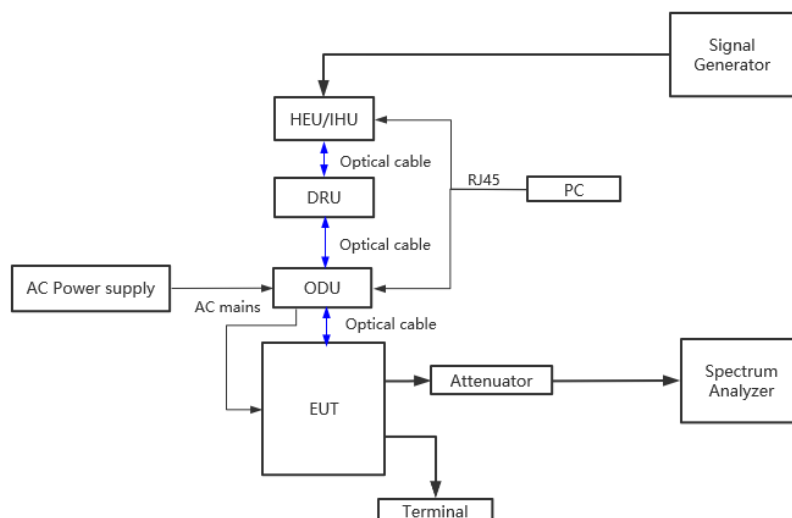 Signal
Generator
HEU/IHU
Optical cable
RJ45
PC
DRU
Optical cable
AC Power supply
AC mains
ODU
Optical cable
EUT
Attenuator
Spectrum
Analyzer
Terminal